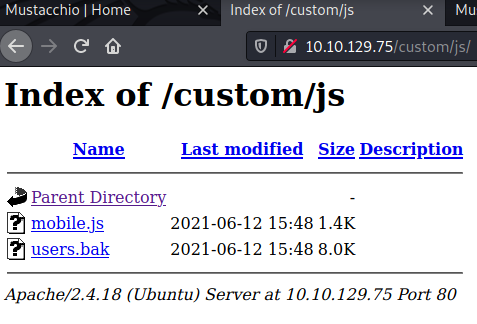 Mustacchio | Home
Index of /custom/js
Mu
10.10.129.75/custom/js/
Index of /custom/js
Name Last modified Size Description
Parent Directory -
mobile.js 2021-06-12 15:48 1.4K
users.bak 2021-06-12 15:48 8.0K
Apache/2.4.18 (Ubuntu) Server at 10.10.129.75 Port 80